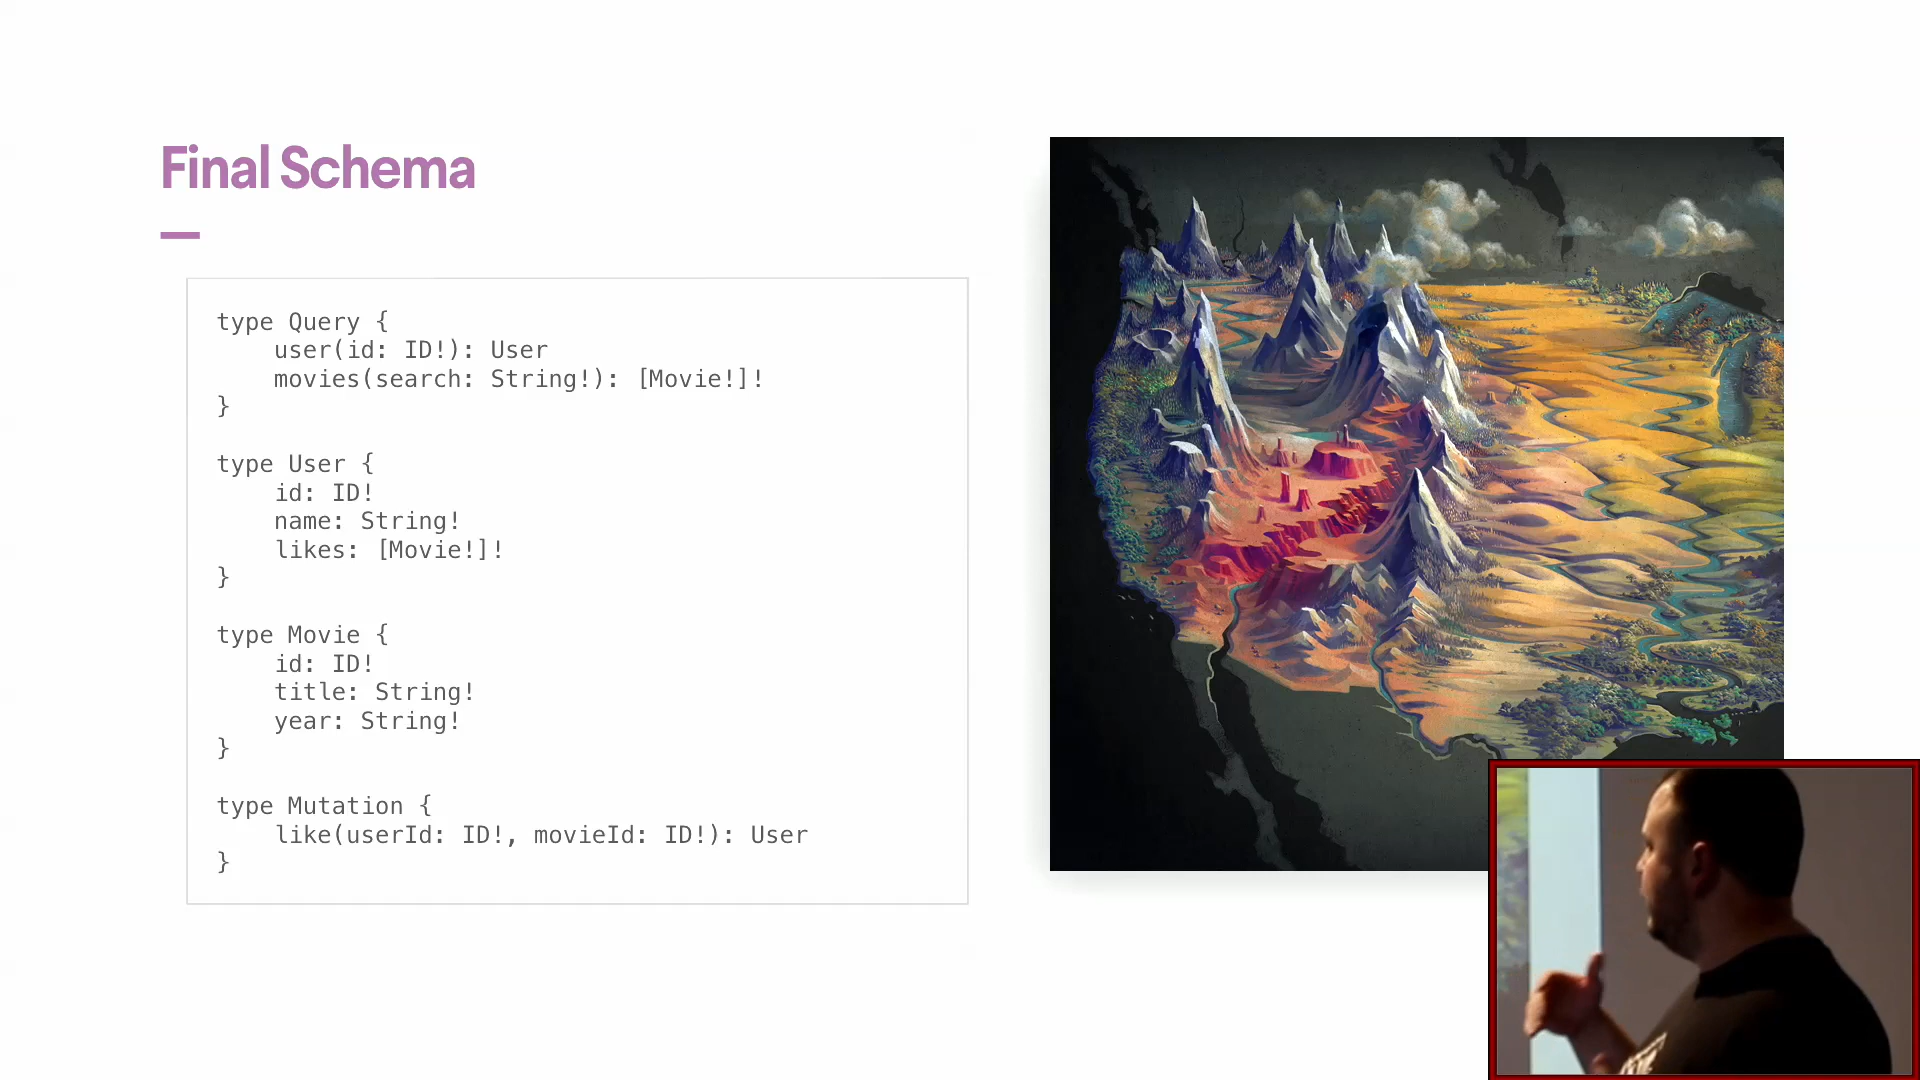 Final Schema
type Query {
user(id: ID!): User
movies(search: String!): [Movie!]!
}
type User {
id: ID!
name: String!
likes: [Movie!]!
}
type Movie {
id: ID!
title: String!
year: String!
}
type Mutation {
like(userId: ID!, movieId: ID!): User
}